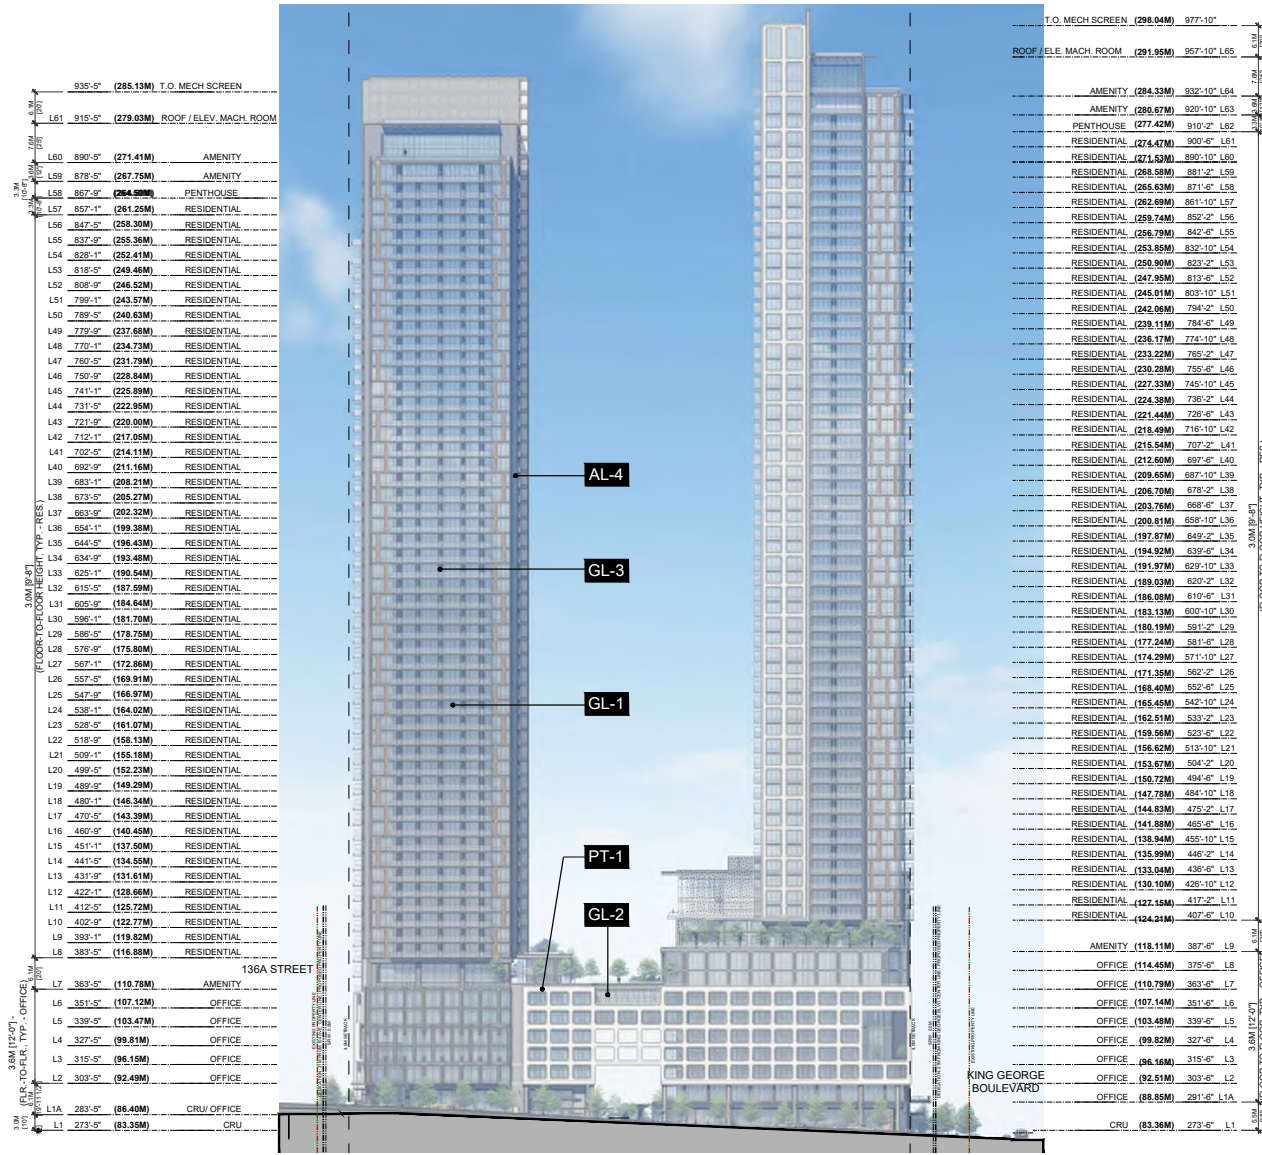 935'-5" (285.13M) T.O. MECH SCREEN
L61 915'-5" (279.03M) ROOF / ELEV. MACH. ROOM
L60 890'-5" (271.41M) AMENITY
L59 878'-5" (267.75M) AMENITY
L58 867'-9" (264.50M) PENTHOUSE
L57 857'-1" (261.25M) RESIDENTIAL
L56 847'-5" (258.30M) RESIDENTIAL
L55 837'-9" (255.36M) RESIDENTIAL
L54 828'-1" (252.41M) RESIDENTIAL
L53 818'-5" (249.46M) RESIDENTIAL
L52 808'-9" (246.52M) RESIDENTIAL
L51 799'-1" (243.57M) RESIDENTIAL
L50 789'-5" (240.63M) RESIDENTIAL
L49 779'-9" (237.68M) RESIDENTIAL
L48 770'-1" (234.73M) RESIDENTIAL
L47 760'-5" (231.79M) RESIDENTIAL
L46 750'-9" (228.84M) RESIDENTIAL
L45 741'-1" (225.89M) RESIDENTIAL
L44 731'-5" (222.95M) RESIDENTIAL
L43 721'-9" (220.00M) RESIDENTIAL
L42 712'-1" (217.05M) RESIDENTIAL
L41 702'-5" (214.11M) RESIDENTIAL
L40 692'-9" (211.16M) RESIDENTIAL
L39 683'-1" (208.21M) RESIDENTIAL
L38 673'-5" (205.27M) RESIDENTIAL
L37 663'-9" (202.32M) RESIDENTIAL
L36 654'-1" (199.38M) RESIDENTIAL
L35 644'-5" (196.43M) RESIDENTIAL
L34 634'-9" (193.48M) RESIDENTIAL
L33 625'-1" (190.54M) RESIDENTIAL
L32 615'-5" (187.59M) RESIDENTIAL
L31 605'-9" (184.64M) RESIDENTIAL
L30 596'-1" (181.70M) RESIDENTIAL
L29 586'-5" (178.75M) RESIDENTIAL
L28 576'-9" (175.80M) RESIDENTIAL
L27 567'-1" (172.86M) RESIDENTIAL
L26 557'-5" (169.91M) RESIDENTIAL
L25 547'-9" (166.97M) RESIDENTIAL
L24 538'-1" (164.02M) RESIDENTIAL
L23 528'-5" (161.07M) RESIDENTIAL
L22 518'-9" (158.13M) RESIDENTIAL
L21 509'-1" (155.18M) RESIDENTIAL
L20 499'-5" (152.23M) RESIDENTIAL
L19 489'-9" (149.29M) RESIDENTIAL
L18 480'-1" (146.34M) RESIDENTIAL
L17 470'-5" (143.39M) RESIDENTIAL
L16 460'-9" (140.45M) RESIDENTIAL
L15 451'-1" (137.50M) RESIDENTIAL
L14 441'-5" (134.55M) RESIDENTIAL
L13 431'-9" (131.61M) RESIDENTIAL
L12 422'-1" (128.66M) RESIDENTIAL
L11 412'-5" (125.72M) RESIDENTIAL
L10 402'-9" (122.77M) RESIDENTIAL
L9 393'-1" (119.82M) RESIDENTIAL
L8 383'-5" (116.88M) RESIDENTIAL
L7 363'-5" (110.78M) AMENITY
L6 351'-5" (107.12M) OFFICE
L5 339'-5" (103.47M) OFFICE
L4 327'-5" (99.81M) OFFICE
L3 315'-5" (96.15M) OFFICE
L2 303'-5" (92.49M) OFFICE
L1A 283'-5" (86.40M) CRU/ OFFICE
L1 273'-5" (83.35M) CRU
3.0M [9'-8"]
(FLOOR-TO-FLOOR HEIGHT, TYP. - RES.)
3.6M [12'-0"] -
(FLR.-TO-FLR., TYP. - OFFICE)
136A STREET
AL-4
GL-3
GL-1
PT-1
GL-2
KING GEORGE
BOULEVARD
T.O. MECH SCREEN (298.04M) 977'-10"
ROOF / ELE. MACH. ROOM (291.95M) 957'-10" L65
AMENITY (284.33M) 932'-10" L64
AMENITY (280.67M) 920'-10" L63
PENTHOUSE (277.42M) 910'-2" L62
RESIDENTIAL (274.47M) 900'-6" L61
RESIDENTIAL (271.53M) 890'-10" L60
RESIDENTIAL (268.58M) 881'-2" L59
RESIDENTIAL (265.63M) 871'-6" L58
RESIDENTIAL (262.69M) 861'-10" L57
RESIDENTIAL (259.74M) 852'-2" L56
RESIDENTIAL (256.79M) 842'-6" L55
RESIDENTIAL (253.85M) 832'-10" L54
RESIDENTIAL (250.90M) 823'-2" L53
RESIDENTIAL (247.95M) 813'-6" L52
RESIDENTIAL (245.01M) 803'-10" L51
RESIDENTIAL (242.06M) 794'-2" L50
RESIDENTIAL (239.11M) 784'-6" L49
RESIDENTIAL (236.17M) 774'-10" L48
RESIDENTIAL (233.22M) 765'-2" L47
RESIDENTIAL (230.28M) 755'-6" L46
RESIDENTIAL (227.33M) 745'-10" L45
RESIDENTIAL (224.38M) 736'-2" L44
RESIDENTIAL (221.44M) 726'-6" L43
RESIDENTIAL (218.49M) 716'-10" L42
RESIDENTIAL (215.54M) 707'-2" L41
RESIDENTIAL (212.60M) 697'-6" L40
RESIDENTIAL (209.65M) 687'-10" L39
RESIDENTIAL (206.70M) 678'-2" L38
RESIDENTIAL (203.76M) 668'-6" L37
RESIDENTIAL (200.81M) 658'-10" L36
RESIDENTIAL (197.87M) 649'-2" L35
RESIDENTIAL (194.92M) 639'-6" L34
RESIDENTIAL (191.97M) 629'-10" L33
RESIDENTIAL (189.03M) 620'-2" L32
RESIDENTIAL (186.08M) 610'-6" L31
RESIDENTIAL (183.13M) 600'-10" L30
RESIDENTIAL (180.19M) 591'-2" L29
RESIDENTIAL (177.24M) 581'-6" L28
RESIDENTIAL (174.29M) 571'-10" L27
RESIDENTIAL (171.35M) 562'-2" L26
RESIDENTIAL (168.40M) 552'-6" L25
RESIDENTIAL (165.45M) 542'-10" L24
RESIDENTIAL (162.51M) 533'-2" L23
RESIDENTIAL (159.56M) 523'-6" L22
RESIDENTIAL (156.62M) 513'-10" L21
RESIDENTIAL (153.67M) 504'-2" L20
RESIDENTIAL (150.72M) 494'-6" L19
RESIDENTIAL (147.78M) 484'-10" L18
RESIDENTIAL (144.83M) 475'-2" L17
RESIDENTIAL (141.88M) 465'-6" L16
RESIDENTIAL (138.94M) 455'-10" L15
RESIDENTIAL (135.99M) 446'-2" L14
RESIDENTIAL (133.04M) 436'-6" L13
RESIDENTIAL (130.10M) 426'-10" L12
RESIDENTIAL (127.15M) 417'-2" L11
RESIDENTIAL (124.21M) 407'-6" L10
AMENITY (118.11M) 387'-6" L9
OFFICE (114.45M) 375'-6" L8
OFFICE (110.79M) 363'-6" L7
OFFICE (107.14M) 351'-6" L6
OFFICE (103.48M) 339'-6" L5
OFFICE (99.82M) 327'-6" L4
OFFICE (96.16M) 315'-6" L3
OFFICE (92.51M) 303'-6" L2
OFFICE (88.85M) 291'-6" L1A
CRU (83.36M) 273'-6" L1
3.0M [9'-8"]
3.6M [12'-0"]